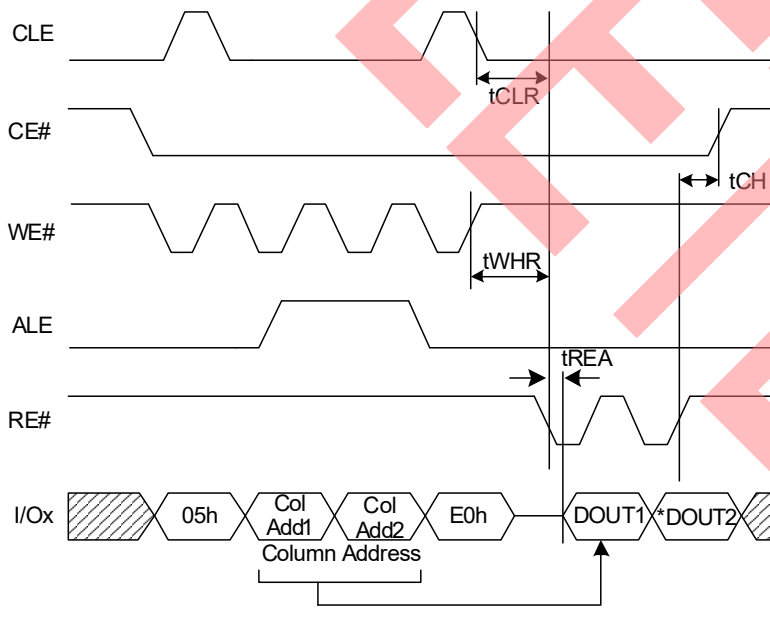 CLE
tCLR
CE#
tCH
WE#
tWHR
ALE
tREA
RE#
I/Ox
05h
Col
Add1
Col
Add2
E0h
DOUT1
*DOUT2
Column Address